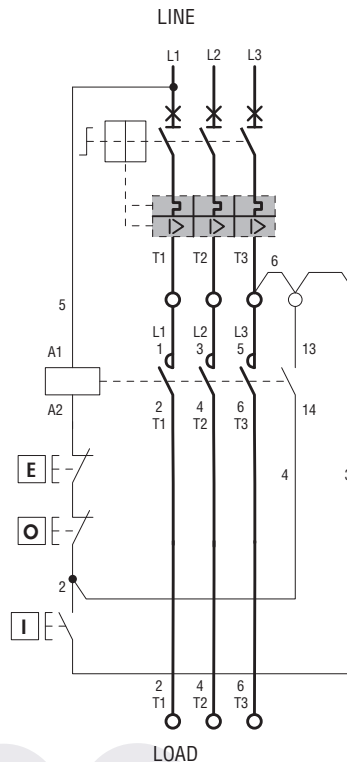 LINE
L1 L2 L3
T1 T2 T3 6
5
L1 L2 L3
1 3 5 13
A1
A2
2 4 6 14
T1 T2 T3
E
4
O
2
I
2 4 6
T1 T2 T3
LOAD